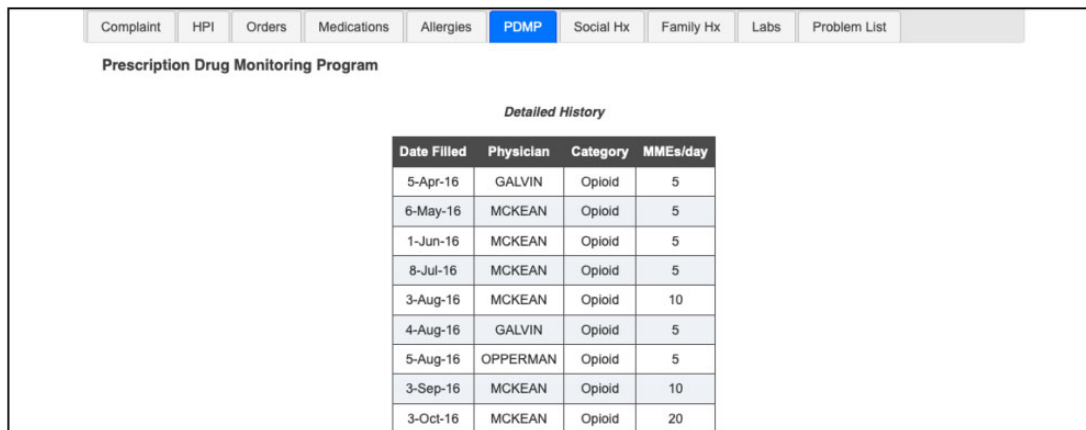 Complaint HPI Orders Medications Allergies PDMP Social Hx Family Hx Labs Problem List
Prescription Drug Monitoring Program
Detailed History
Date Filled Physician Category MMEs/day
5-Apr-16 GALVIN Opioid 5
6-May-16 MCKEAN Opioid 5
1-Jun-16 MCKEAN Opioid 5
8-Jul-16 MCKEAN Opioid 5
3-Aug-16 MCKEAN Opioid 10
4-Aug-16 GALVIN Opioid 5
5-Aug-16 OPPERMAN Opioid 5
3-Sep-16 MCKEAN Opioid 10
3-Oct-16 MCKEAN Opioid 20